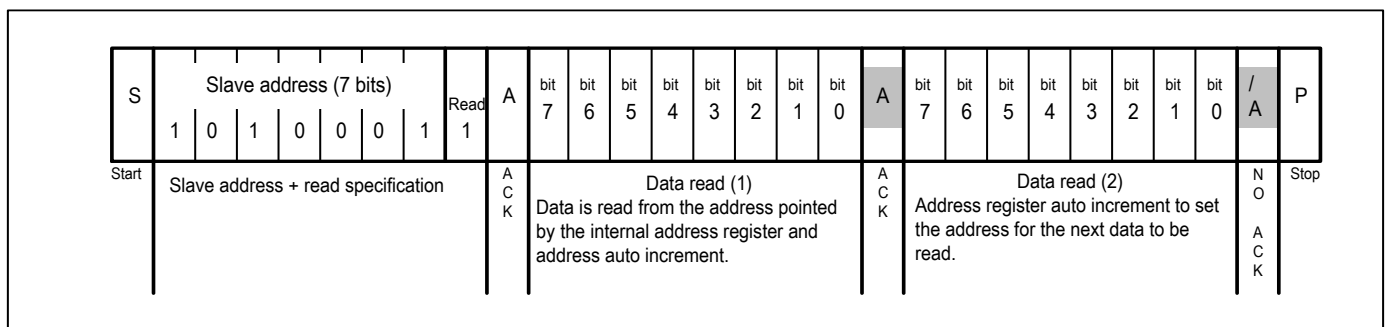 S Slave address (7 bits) Read A bit bit bit bit bit bit bit bit A bit bit bit bit bit bit bit bit / A P
1 0 1 0 0 0 1 1 7 6 5 4 3 2 1 0 7 6 5 4 3 2 1 0
Start
Slave address + read specification
A
C
K
Data read (1)
Data is read from the address pointed
by the internal address register and
address auto increment.
A
C
K
Data read (2)
Address register auto increment to set
the address for the next data to be
read.
N
O
A
C
K
Stop